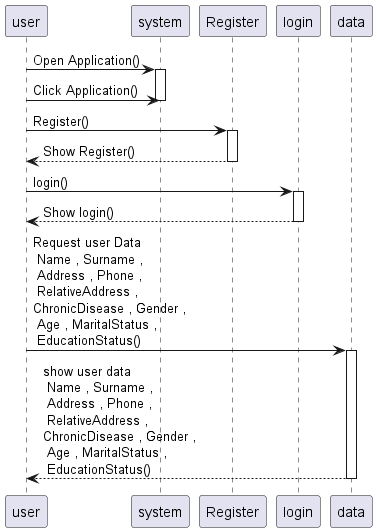 user system Register login data
Open Application()
Click Application()
Register()
Show Register()
login()
Show login()
Request user Data
Name , Surname ,
Address , Phone ,
RelativeAddress ,
ChronicDisease , Gender ,
Age , MaritalStatus ,
EducationStatus()
show user data
Name , Surname ,
Address , Phone ,
RelativeAddress ,
ChronicDisease , Gender ,
Age , MaritalStatus ,
EducationStatus()
user system Register login data